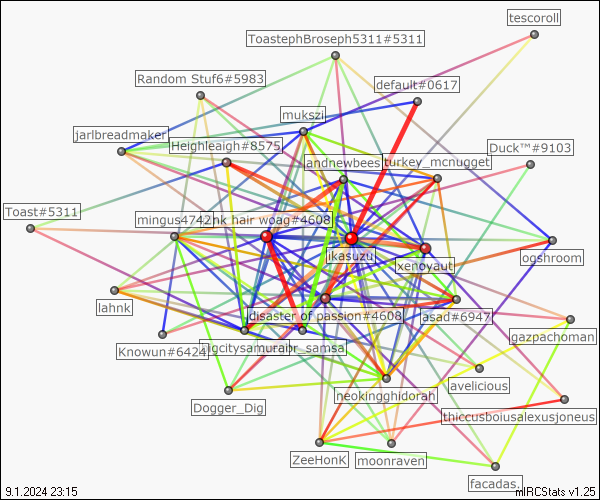 tescoroll
ToastephBroseph5311#5311
Random Stuf6#5983
default#0617
mukszi
jarlbreadmaker
Heighleaigh#8575
Duck™#9103
andnewbees
turkey_mcnugget
Toast#5311
mingus4742
nk hair woag#4608
ikasuzu
xenoyaut
ogshroom
lahnk
disaster of passion#4608
asad#6947
gazpachoman
Knowun#6424
bigcitysamurai
r_samsa
avelicious
neokingghidorah
Dogger_Dig
thiccusboiusalexusjoneus
ZeeHonK
moonraven
facadas.
9.1.2024 23:15
mIRCStats v1.25